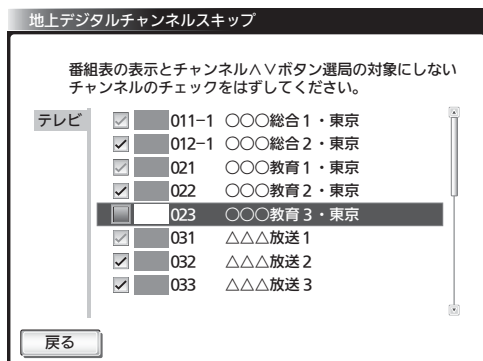 地上デジタルチャンネルスキップ
番組表の表示とチャンネル∧∨ボタン選局の対象にしない
チャンネルのチェックをはずしてください。
テレビ
011-1 ○○○総合1・東京
012-1 ○○○総合2・東京
021 ○○○教育1・東京
022 ○○○教育2・東京
023 ○○○教育3・東京
031 △△△放送1
032 △△△放送2
033 △△△放送3
戻る